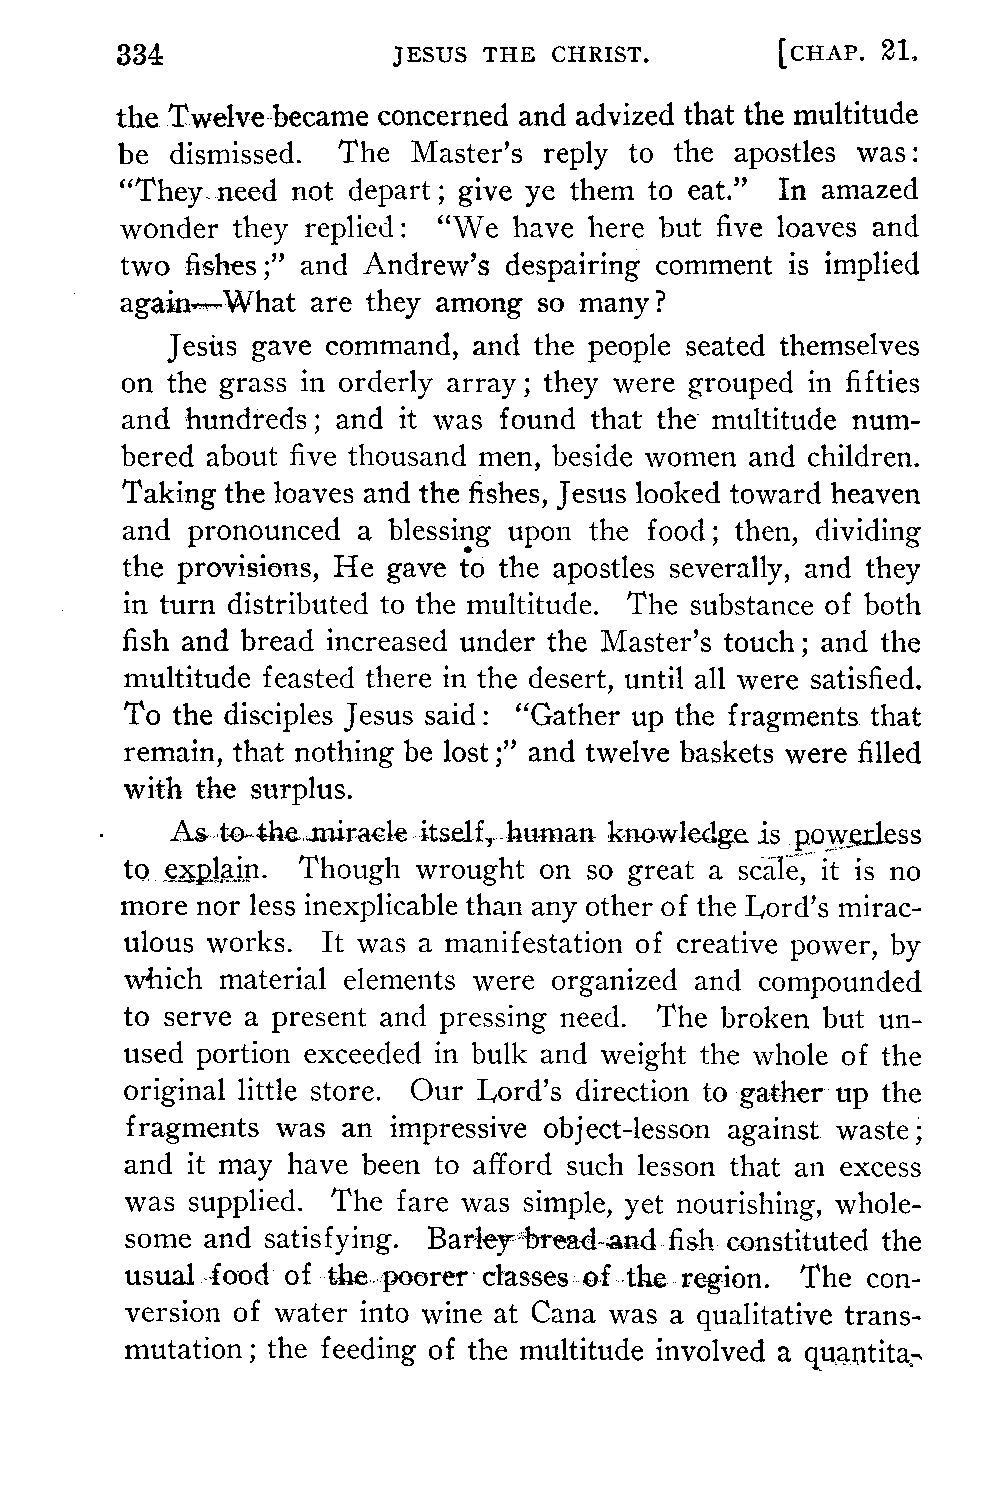 334 JESUS THE CHRIST. [CHAP. 21.
the Twelve became concerned and advized that the multitude
be dismissed. The Master's reply to the apostles was:
"They need not depart; give ye them to eat." In amazed
wonder they replied: "We have here but five loaves and
two fishes;" and Andrew's despairing comment is implied
again—What are they among so many?
Jesus gave command, and the people seated themselves
on the grass in orderly array; they were grouped in fifties
and hundreds; and it was found that the multitude num-
bered about five thousand men, beside women and children.
Taking the loaves and the fishes, Jesus looked toward heaven
and pronounced a blessing upon the food; then, dividing
the provisions, He gave to the apostles severally, and they
in turn distributed to the multitude. The substance of both
fish and bread increased under the Master's touch; and the
multitude feasted there in the desert, until all were satisfied.
To the disciples Jesus said: "Gather up the fragments that
remain, that nothing be lost;" and twelve baskets were filled
with the surplus.
As to the miracle itself, human knowledge is powerless
to explain. Though wrought on so great a scale, it is no
more nor less inexplicable than any other of the Lord's mirac-
ulous works. It was a manifestation of creative power, by
which material elements were organized and compounded
to serve a present and pressing need. The broken but un-
used portion exceeded in bulk and weight the whole of the
original little store. Our Lord's direction to gather up the
fragments was an impressive object-lesson against waste;
and it may have been to afford such lesson that an excess
was supplied. The fare was simple, yet nourishing, whole-
some and satisfying. Barley bread and fish constituted the
usual food of the poorer classes of the region. The con-
version of water into wine at Cana was a qualitative trans-
mutation; the feeding of the multitude involved a quantita-